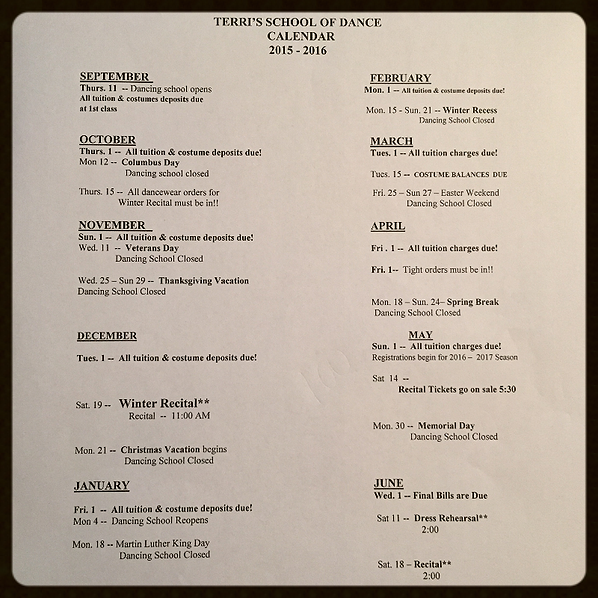 TERRI'S SCHOOL OF DANCE
CALENDAR
2015 - 2016
SEPTEMBER
Thurs. 11 -- Dancing school opens
All tuition & costumes deposits due
at 1st class
OCTOBER
Thurs. 1 -- All tuition & costume deposits due!
Mon 12 -- Columbus Day
Dancing school closed
Thurs. 15 -- All dancewear orders for
Winter Recital must be in!!
NOVEMBER
Sun. 1 -- All tuition & costume deposits due!
Wed. 11 -- Veterans Day
Dancing School Closed
Wed. 25 – Sun 29 -- Thanksgiving Vacation
Dancing School Closed
DECEMBER
Tues. 1 -- All tuition & costume deposits due!
Sat. 19 -- Winter Recital**
Recital -- 11:00 AM
Mon. 21 -- Christmas Vacation begins
Dancing School Closed
JANUARY
Fri. 1 -- All tuition & costume deposits due!
Mon 4 -- Dancing School Reopens
Mon. 18 -- Martin Luther King Day
Dancing School Closed
FEBRUARY
Mon. 1 -- All tuition & costume deposits due!
Mon. 15 - Sun. 21 -- Winter Recess
Dancing School Closed
MARCH
Tues. 1 -- All tuition charges due!
Tues. 15 -- COSTUME BALANCES DUE
Fri. 25 – Sun 27 – Easter Weekend
Dancing School Closed
APRIL
Fri . 1 -- All tuition charges due!
Fri. 1-- Tight orders must be in!!
Mon. 18 – Sun. 24– Spring Break
Dancing School Closed
MAY
Sun. 1 -- All tuition charges due!
Registrations begin for 2016 – 2017 Season
Sat 14 --
Recital Tickets go on sale 5:30
Mon. 30 -- Memorial Day
Dancing School Closed
JUNE
Wed. 1 -- Final Bills are Due
Sat 11 -- Dress Rehearsal**
2:00
Sat. 18 – Recital**
2:00